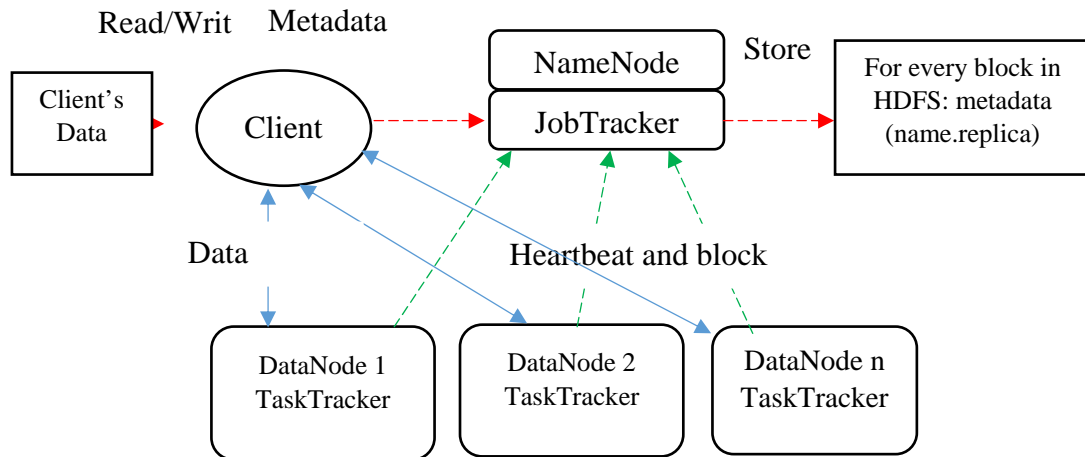 Read/Writ
Metadata
NameNode
JobTracker
Store
For every block in
HDFS: metadata
(name.replica)
Client's
Data
Client
Data
Heartbeat and block
DataNode 1
TaskTracker
DataNode 2
TaskTracker
DataNode n
TaskTracker